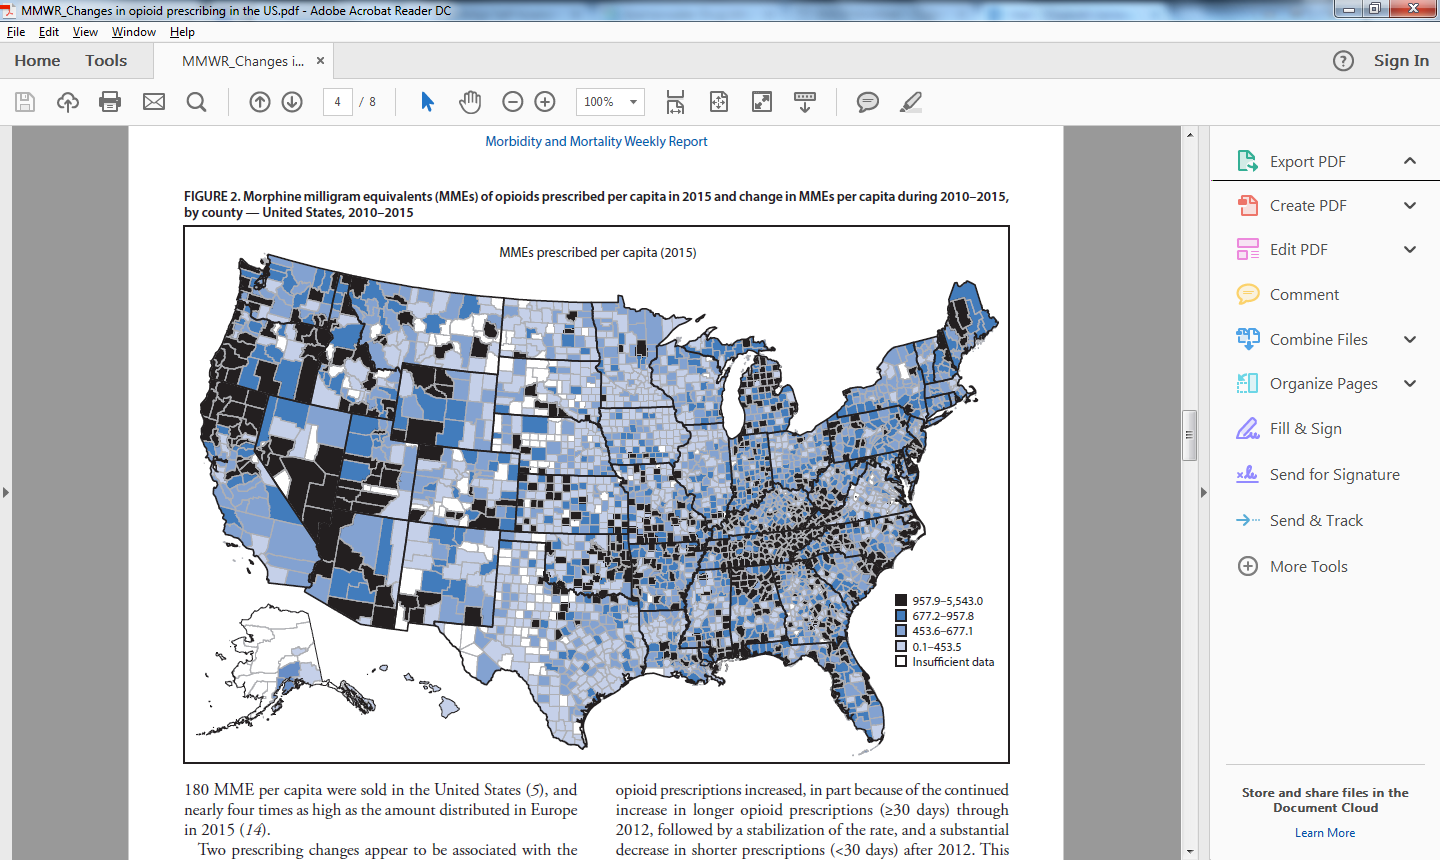 MMWR_Changes in opioid prescribing in the US.pdf - Adobe Acrobat Reader DC
File Edit View Window Help
Home Tools MMWR_Changes i... × ? Sign In
4 / 8 100%
Morbidity and Mortality Weekly Report
FIGURE 2. Morphine milligram equivalents (MMEs) of opioids prescribed per capita in 2015 and change in MMEs per capita during 2010–2015,
by county — United States, 2010–2015
MMEs prescribed per capita (2015)
957.9–5,543.0
677.2–957.8
453.6–677.1
0.1–453.5
Insufficient data
180 MME per capita were sold in the United States (5), and
nearly four times as high as the amount distributed in Europe
in 2015 (14).
Two prescribing changes appear to be associated with the
opioid prescriptions increased, in part because of the continued
increase in longer opioid prescriptions (≥30 days) through
2012, followed by a stabilization of the rate, and a substantial
decrease in shorter prescriptions (<30 days) after 2012. This
Export PDF
Create PDF
Edit PDF
Comment
Combine Files
Organize Pages
Fill & Sign
Send for Signature
Send & Track
More Tools
Store and share files in the
Document Cloud
Learn More